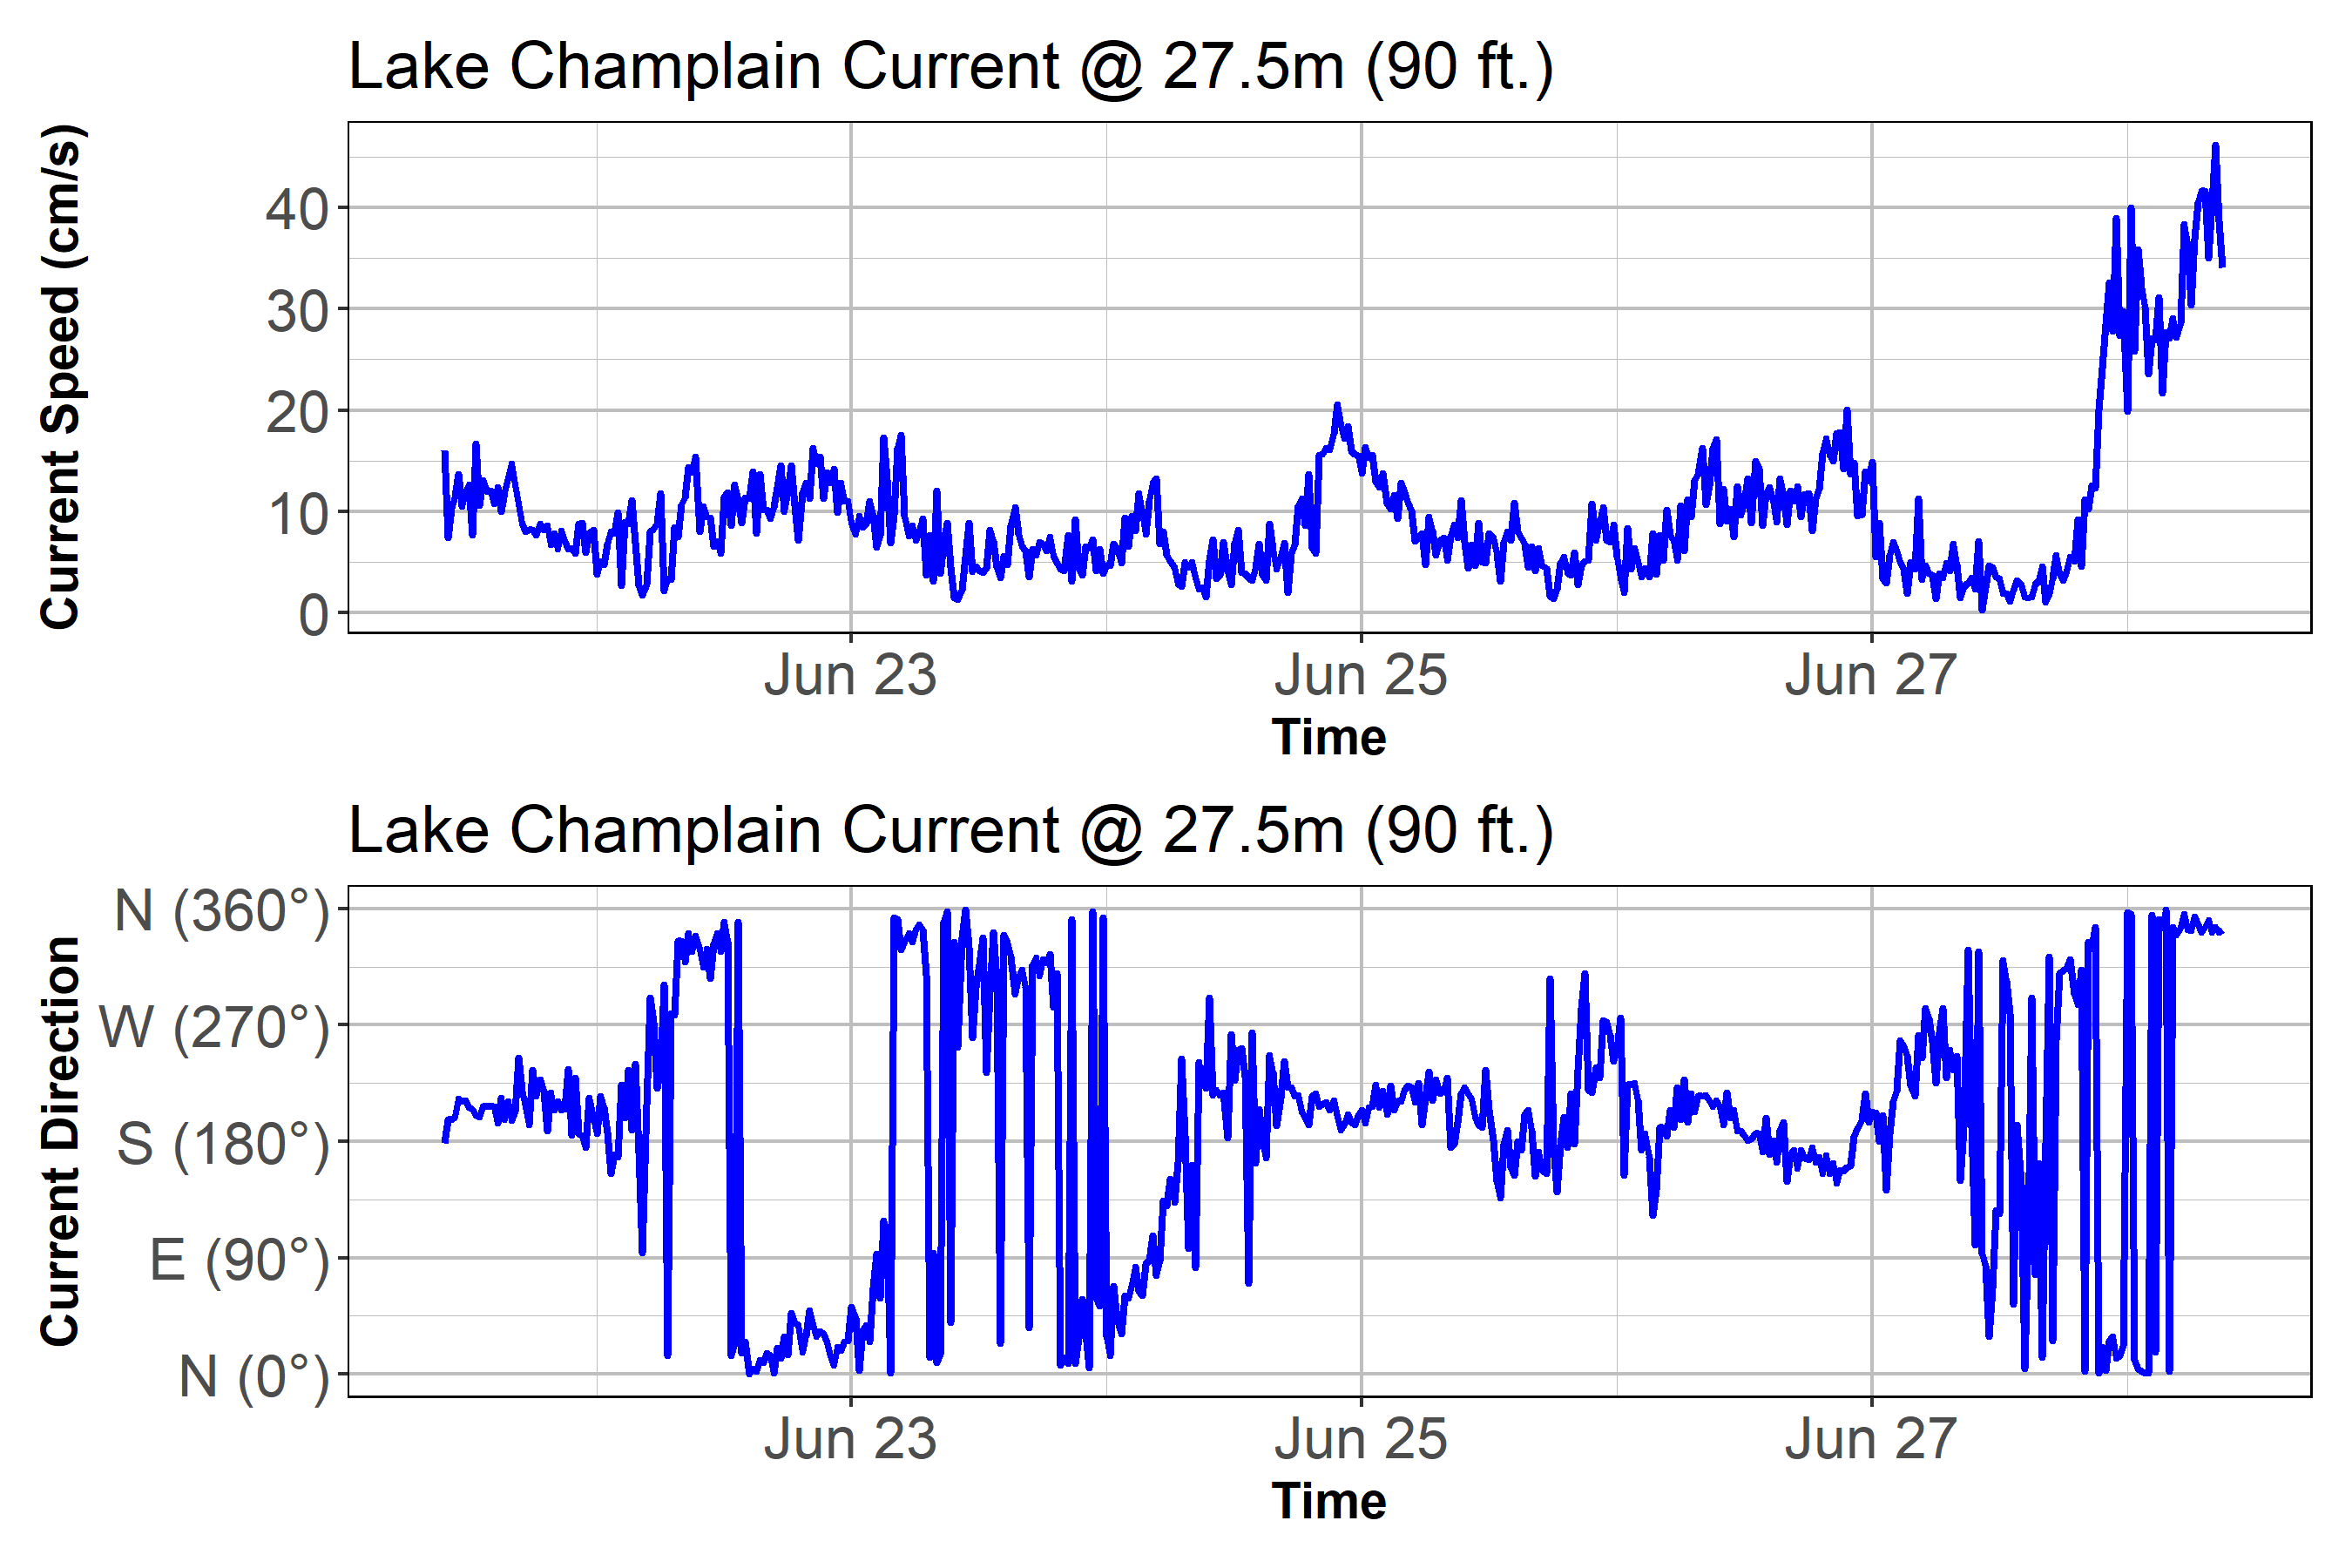 Lake Champlain Current @ 27.5m (90 ft.)
Current Speed (cm/s)
40
30
20
10
0
Jun 23 Jun 25 Jun 27
Time
Lake Champlain Current @ 27.5m (90 ft.)
Current Direction
N (360°)
W (270°)
S (180°)
E (90°)
N (0°)
Jun 23 Jun 25 Jun 27
Time